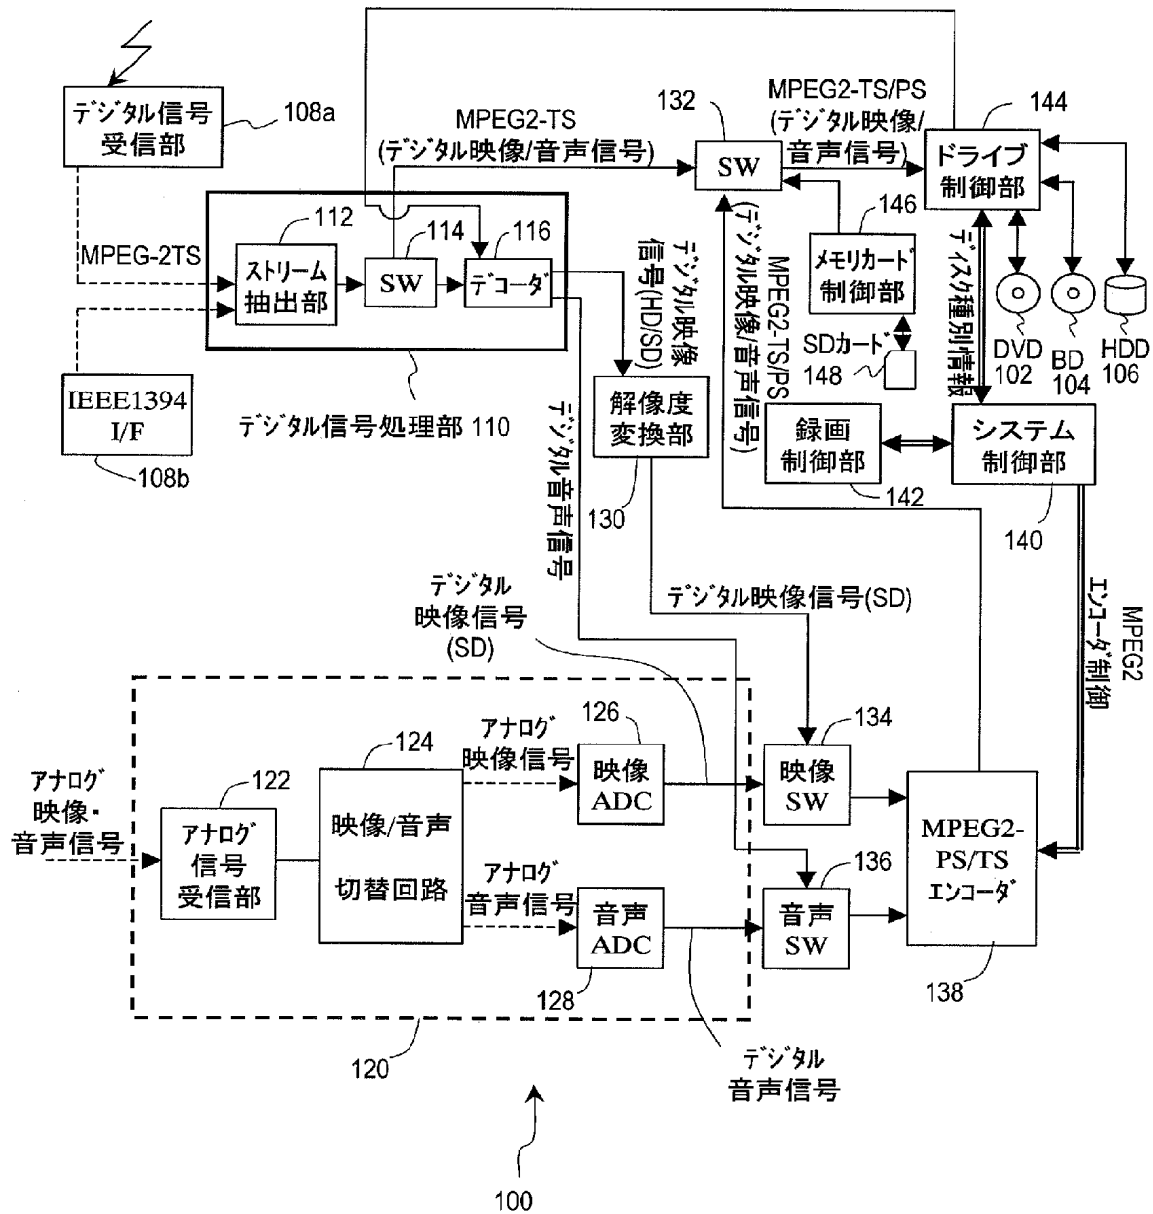 デジタル信号
受信部
108a
MPEG-2TS
IEEE1394
I/F
108b
112
ストリーム
抽出部
114
SW
116
デコーダ
デジタル信号処理部 110
MPEG2-TS
(デジタル映像/音声信号)
132
SW
MPEG2-TS/PS
(デジタル映像/
音声信号)
144
ドライブ
制御部
146
メモリカード
制御部
SDカード
148
DVD
102
BD
104
HDD
106
ディスク種別情報
MPEG2-TS/PS
(デジタル映像/音声信号)
デジタル映像
信号(HD/SD)
解像度
変換部
130
デジタル音声信号
録画
制御部
142
システム
制御部
140
MPEG2
エンコーダ制御
デジタル映像信号(SD)
デジタル
映像信号
(SD)
アナログ
映像・
音声信号
122
アナログ
信号
受信部
124
映像/音声
切替回路
アナログ
映像信号
126
映像
ADC
アナログ
音声信号
音声
ADC
128
134
映像
SW
136
音声
SW
MPEG2-
PS/TS
エンコーダ
138
120
デジタル
音声信号
100